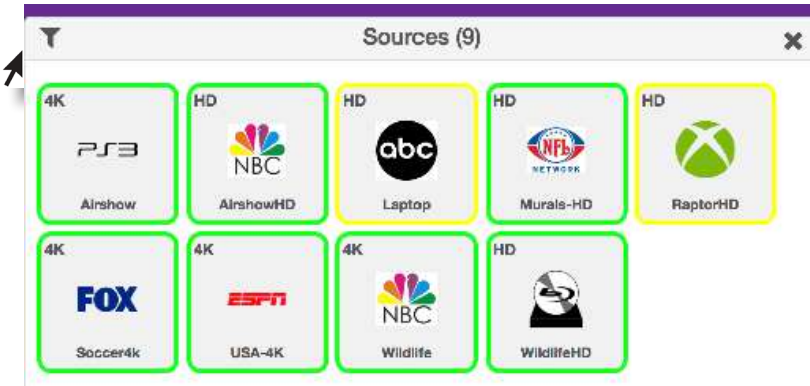 Sources (9)
4K
HD
HD
HD
HD
PS3
NBC
abc
NFL
NETWORK
Airshow
AirshowHD
Laptop
Murals-HD
RaptorHD
4K
4K
4K
HD
FOX
ESPN
NBC
Soccer4k
USA-4K
Wildlife
WildlifeHD